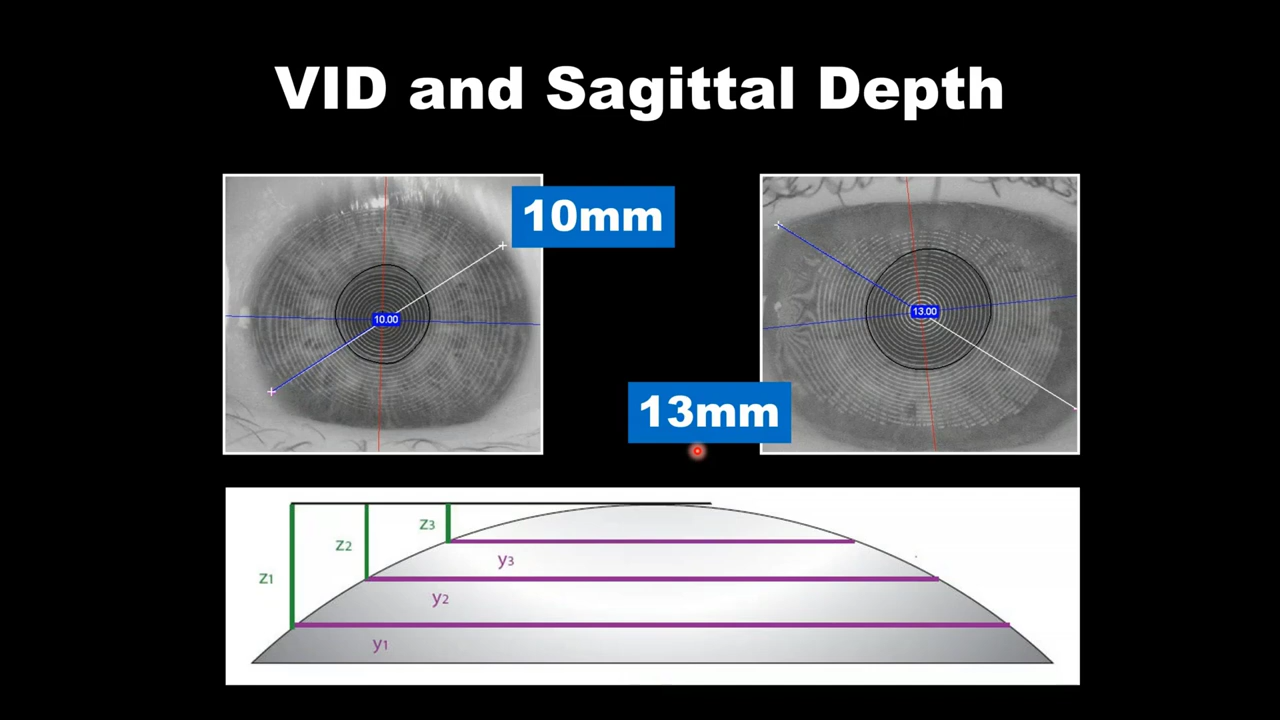 VID and Sagittal Depth
10mm
10.00
13.00
13mm
z3
z2
y3
z1
y2
y1